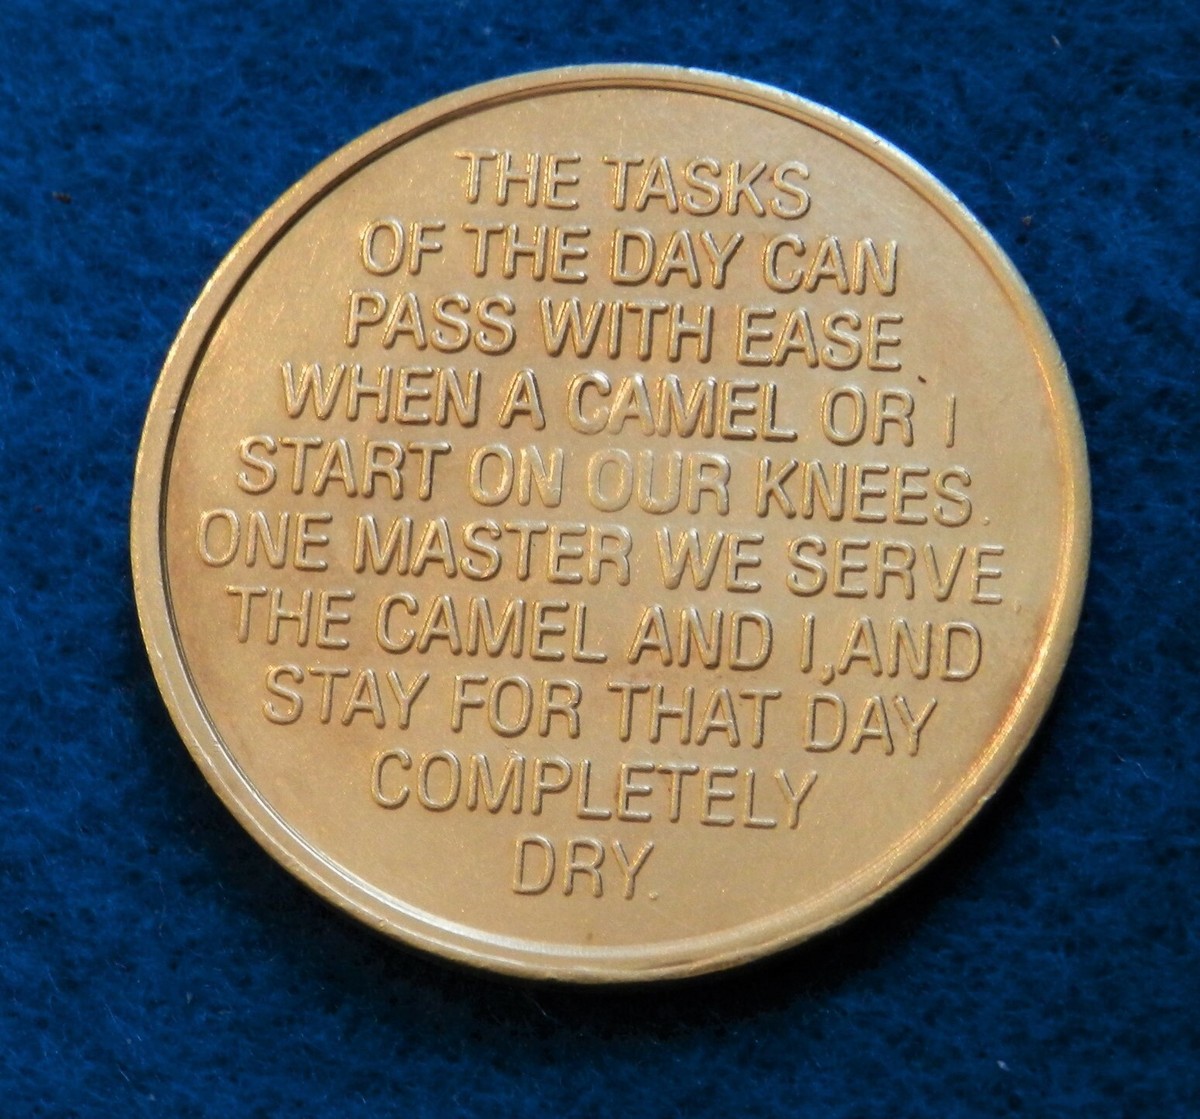 THE TASKS
OF THE DAY CAN
PASS WITH EASE
WHEN A CAMEL OR I
START ON OUR KNEES.
ONE MASTER WE SERVE
THE CAMEL AND I, AND
STAY FOR THAT DAY
COMPLETELY
DRY.